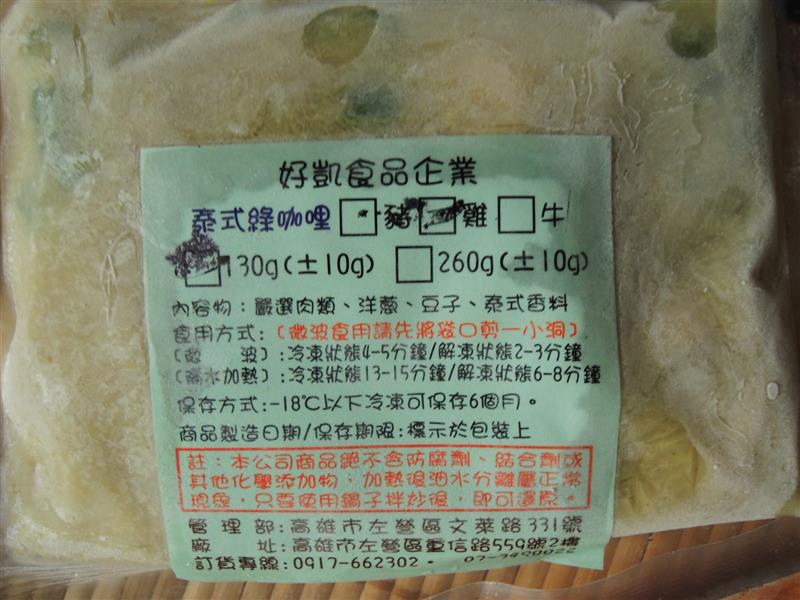 好凱食品企業
泰式綠咖哩 □豬 □雞 □牛
□130g(±10g) □260g(±10g)
內容物：嚴選肉類、洋蔥、豆子、泰式香料
食用方式:(微波食用請先將袋口剪一小洞)
(微 波):冷凍狀態4-5分鐘/解凍狀態2-3分鐘
(隔水加熱):冷凍狀態13-15分鐘/解凍狀態6-8分鐘
保存方式:-18℃以下冷凍可保存6個月。
商品製造日期/保存期限:標示於包裝上
註：本公司商品絕不含防腐劑、結合劑或
其他化學添加物，加熱後油水分離屬正常
現象，只要使用鍋子拌炒後，即可還原。
管理部:高雄市左營區文萊路331號
廠 址:高雄市左營區重信路559號2樓
訂貨專線:0917-662302．